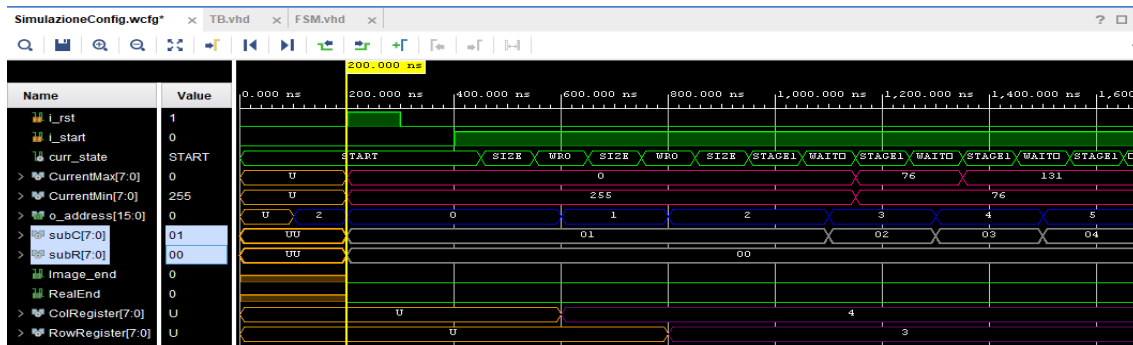 SimulazioneConfig.wcfg* × TB.vhd × FSM.vhd × ?
200.000 ns
Name Value 0.000 ns 200.000 ns 400.000 ns 600.000 ns 800.000 ns 1,000.000 ns 1,200.000 ns 1,400.000 ns 1,600
i_rst 1
i_start 0
curr_state START START SIZE WRO SIZE WRO SIZE STAGE1 WAIT□ STAGE1 WAIT□ STAGE1 WAIT□ STAGE1
> CurrentMax[7:0] 0 U 0 76 131
> CurrentMin[7:0] 255 U 255 76
> o_address[15:0] 0 U 2 0 1 2 3 4 5
> subC[7:0] 01 UU 01 02 03 04
> subR[7:0] 00 UU 00
Image_end 0
RealEnd 0
> ColRegister[7:0] U U 4
> RowRegister[7:0] U U 3